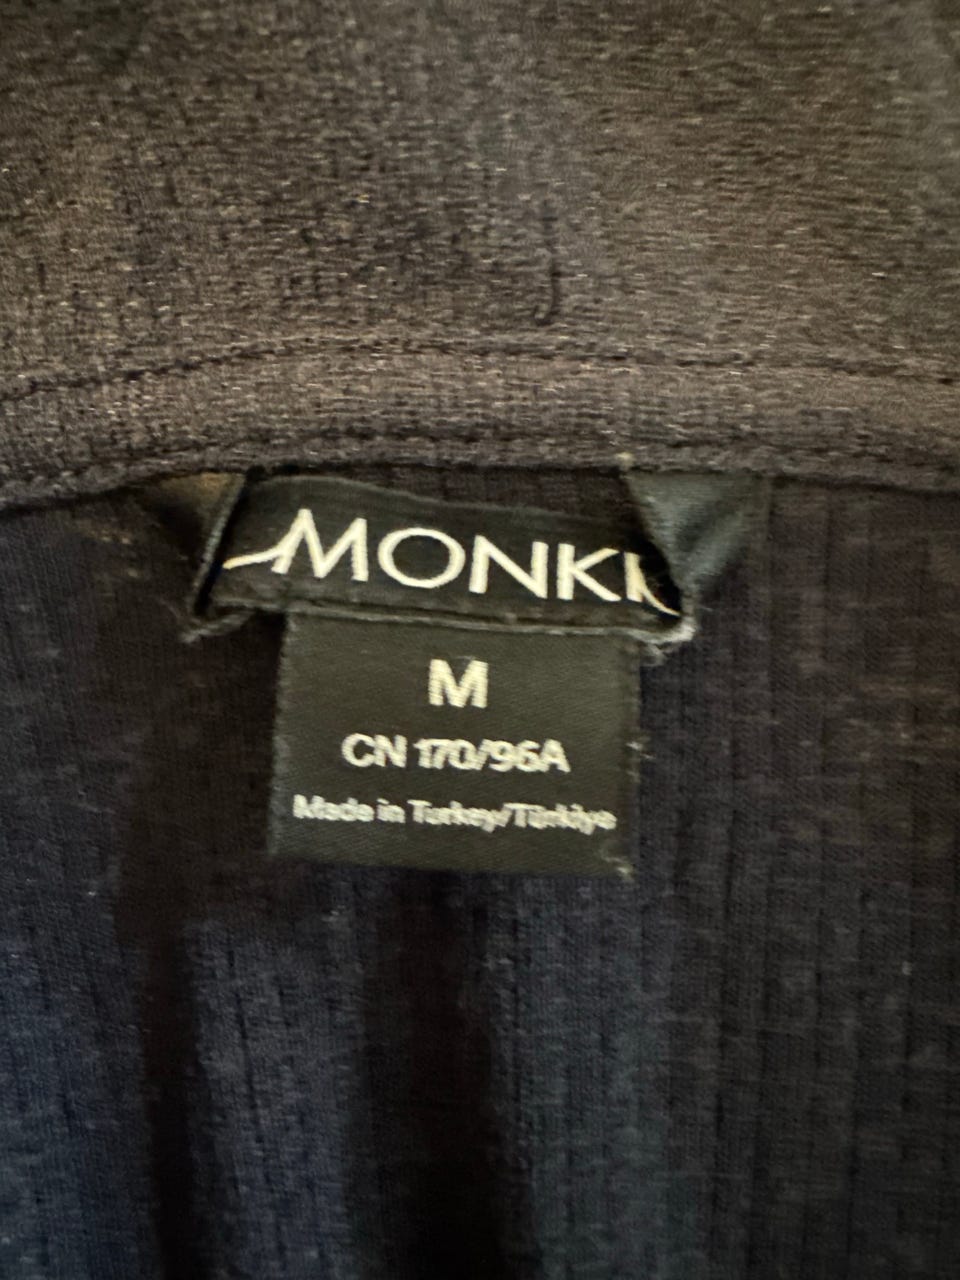 MONKI
M
CN 170/96A
Made in Turkey/Türkiye